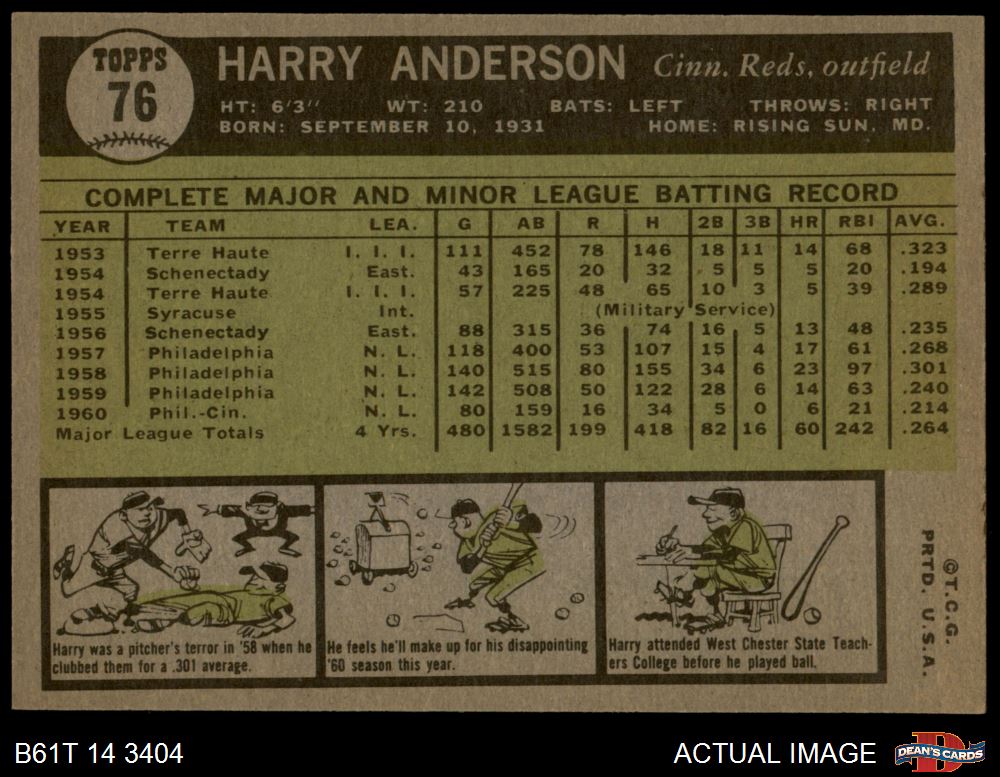 TOPPS
76
HARRY ANDERSON Cinn. Reds, outfield
HT: 6'3" WT: 210 BATS: LEFT THROWS: RIGHT
BORN: SEPTEMBER 10, 1931 HOME: RISING SUN, MD.
COMPLETE MAJOR AND MINOR LEAGUE BATTING RECORD
YEAR TEAM LEA. G AB R H 2B 3B HR RBI AVG.
1953 Terre Haute I. I. I. 111 452 78 146 18 11 14 68 .323
1954 Schenectady East. 43 165 20 32 5 5 5 20 .194
1954 Terre Haute I. I. I. 57 225 48 65 10 3 5 39 .289
1955 Syracuse Int. (Military Service)
1956 Schenectady East. 88 315 36 74 16 5 13 48 .235
1957 Philadelphia N. L. 118 400 53 107 15 4 17 61 .268
1958 Philadelphia N. L. 140 515 80 155 34 6 23 97 .301
1959 Philadelphia N. L. 142 508 50 122 28 6 14 63 .240
1960 Phil.-Cin. N. L. 80 159 16 34 5 0 6 21 .214
Major League Totals 4 Yrs. 480 1582 199 418 82 16 60 242 .264
Harry was a pitcher's terror in '58 when he
clubbed them for a .301 average.
He feels he'll make up for his disappointing
'60 season this year.
Harry attended West Chester State Teach-
ers College before he played ball.
©T.C.G.
PRTD. U.S.A.
B61T 14 3404
ACTUAL IMAGE
DEAN'S CARDS